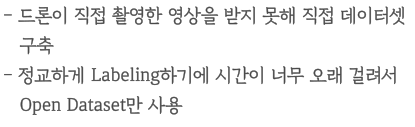 - 드론이 직접 촬영한 영상을 받지 못해 직접 데이터셋
구축
- 정교하게 Labeling하기에 시간이 너무 오래 걸려서
Open Dataset만 사용